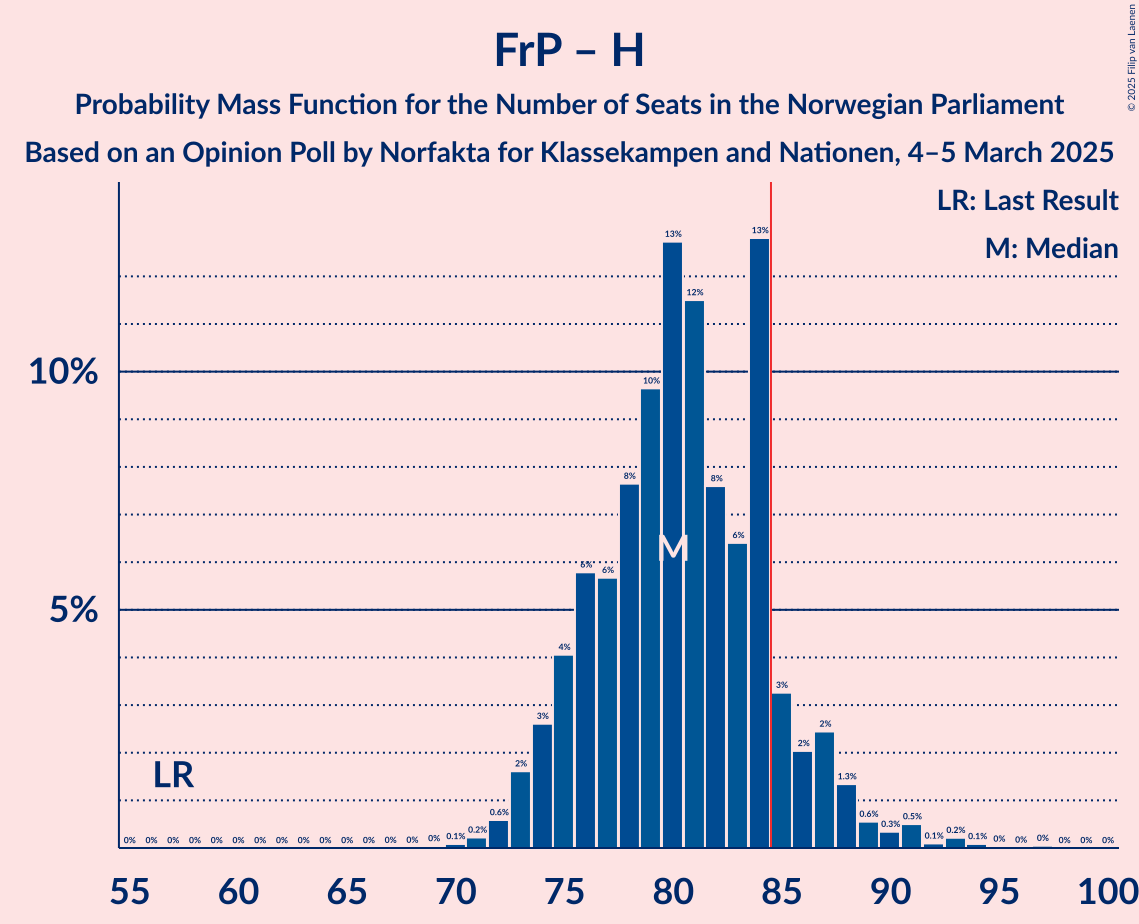 FrP – H
Probability Mass Function for the Number of Seats in the Norwegian Parliament
Based on an Opinion Poll by Norfakta for Klassekampen and Nationen, 4–5 March 2025
© 2025 Filip van Laenen
LR: Last Result
M: Median
10%
5%
0% 0% 0% 0% 0% 0% 0% 0% 0% 0% 0% 0% 0% 0% 0% 0.1% 0.2% 0.6% 2% 3% 4% 6% 6% 8% 10% 13% 12% 8% 6% 13% 3% 2% 2% 1.3% 0.6% 0.3% 0.5% 0.1% 0.2% 0.1% 0% 0% 0% 0% 0% 0%
M
LR
55 60 65 70 75 80 85 90 95 100